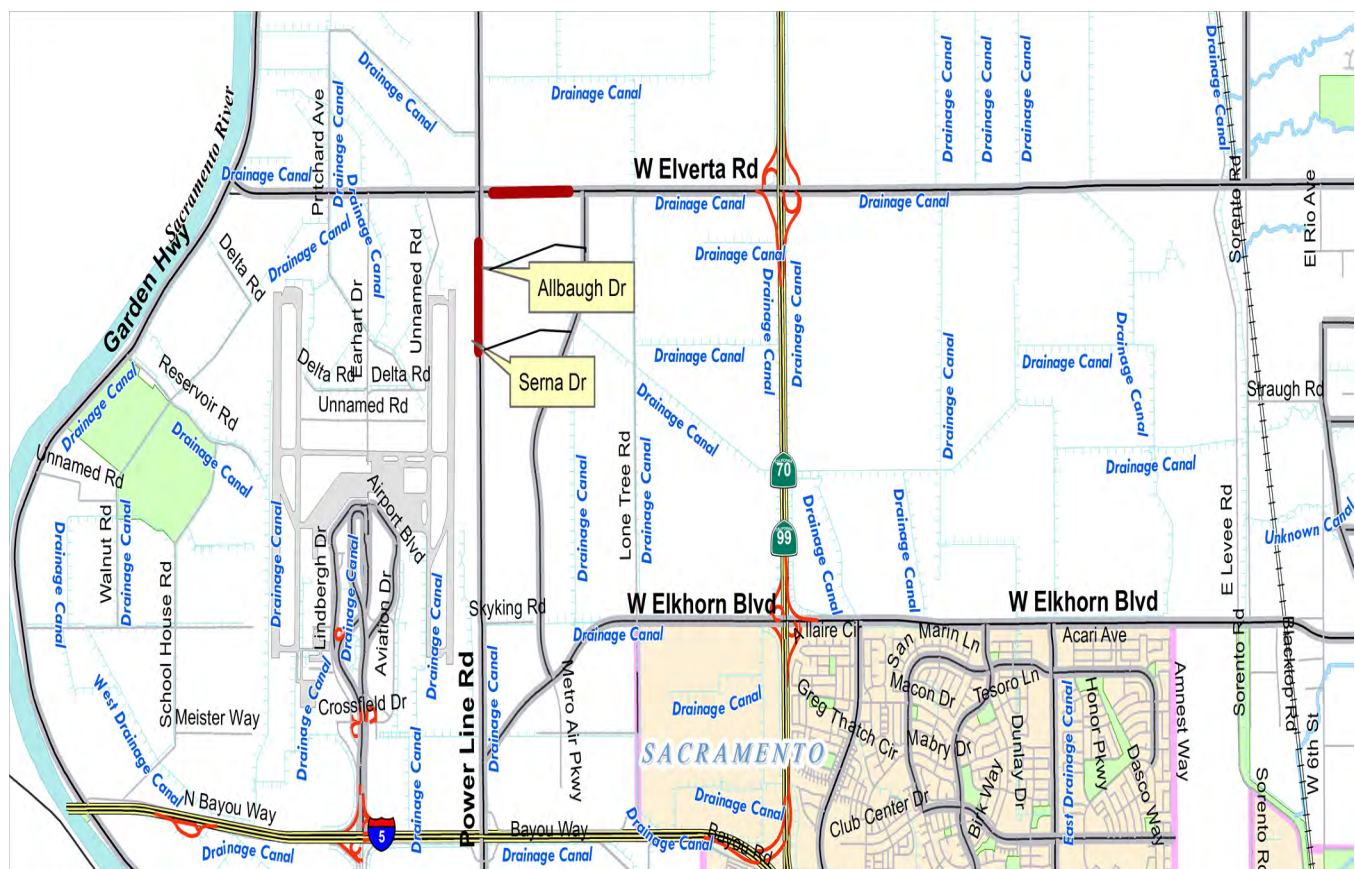 Sacramento River
Pritchard Ave
Drainage Canal
Drainage Canal
Drainage Canal
Drainage Canal
Drainage Canal
Drainage Canal
Drainage Canal
Drainage Canal
Sorento Rd
El Rio Ave
W Elverta Rd
Drainage Canal
Drainage Canal
Drainage Canal
Drainage Canal
Garden Hwy
Delta Rd
Drainage Canal
Earhart Dr
Unnamed Rd
Allbaugh Dr
Drainage Canal
Drainage Canal
Drainage Canal
Serna Dr
Delta Rd
Delta Rd
Unnamed Rd
Drainage Canal
Drainage Canal
Drainage Canal
Drainage Canal
Straugh Rd
Reservoir Rd
Drainage Canal
Drainage Canal
Unnamed Rd
Drainage Canal
Lone Tree Rd
Drainage Canal
Drainage Canal
Drainage Canal
70
99
Airport Blvd
Walnut Rd
Drainage Canal
Drainage Canal
School House Rd
Drainage Canal
Lindbergh Dr
Drainage Canal
Aviation Dr
Drainage Canal
Drainage Canal
Drainage Canal
E Levee Rd
Unknown Canal
Skyking Rd
W Elkhorn Blvd
W Elkhorn Blvd
Drainage Canal
Allaire Cir
San Marin Ln
Acari Ave
Sorento Rd
Blacktop Rd
Power Line Rd
Drainage Canal
Metro Air Pkwy
Drainage Canal
West Drainage Canal
Meister Way
Drainage Canal
Crossfield Dr
Drainage Canal
SACRAMENTO
Macon Dr
Tesoro Ln
Greg Thatch Cir
Mabry Dr
Dunlay Dr
East Drainage Canal
Honor Pkwy
Dasco Way
Amnest Way
W 6th St
N Bayou Way
Drainage Canal
5
Bayou Way
Drainage Canal
Drainage Canal
Bayou Rd
Drainage Canal
Club Center Dr
Birk Way
Sorento Rd